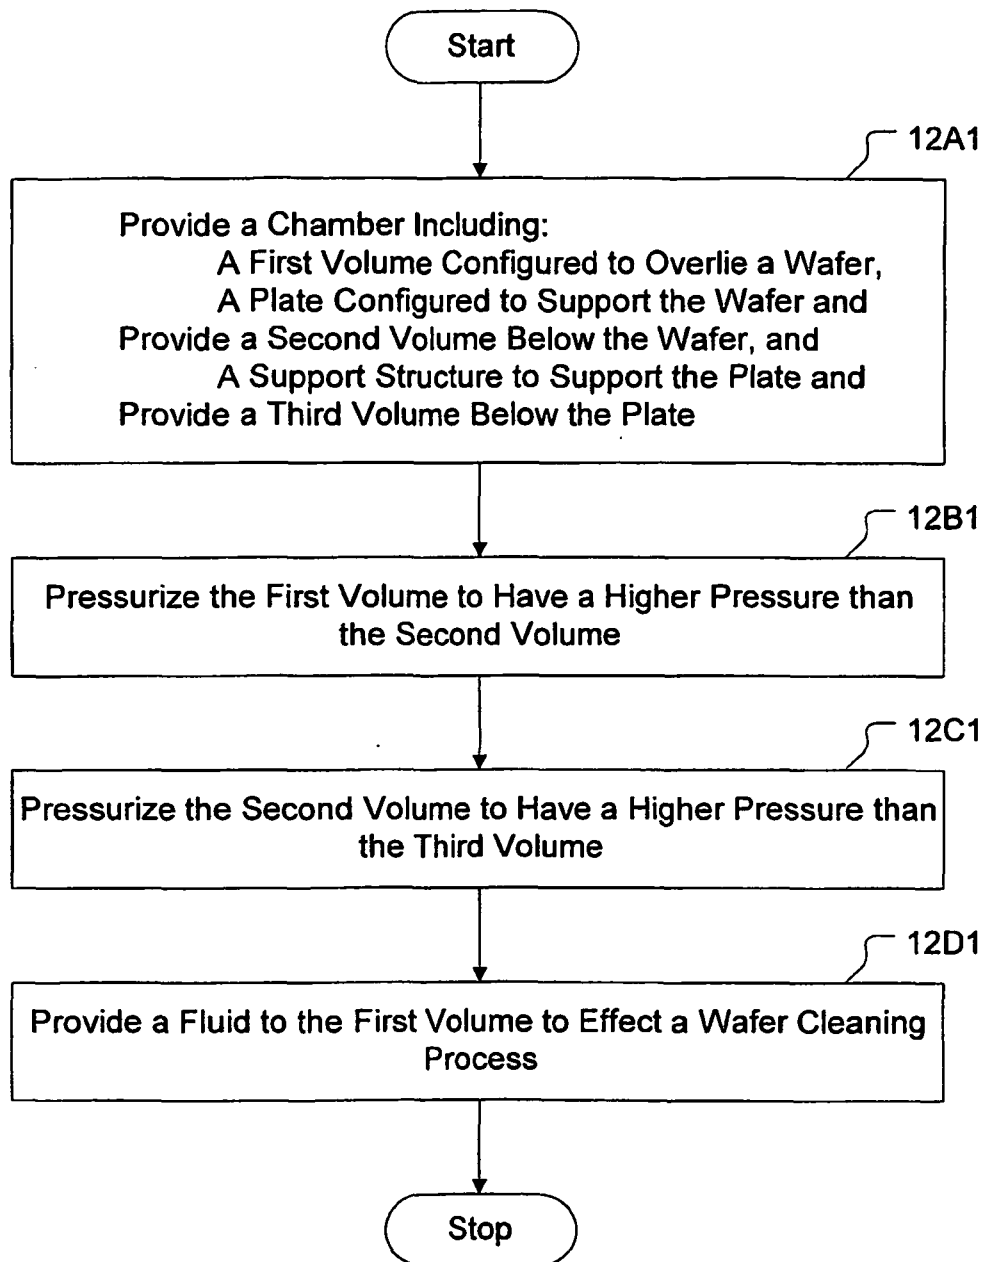 Start
12A1
Provide a Chamber Including:
A First Volume Configured to Overlie a Wafer,
A Plate Configured to Support the Wafer and
Provide a Second Volume Below the Wafer, and
A Support Structure to Support the Plate and
Provide a Third Volume Below the Plate
12B1
Pressurize the First Volume to Have a Higher Pressure than
the Second Volume
12C1
Pressurize the Second Volume to Have a Higher Pressure than
the Third Volume
12D1
Provide a Fluid to the First Volume to Effect a Wafer Cleaning
Process
Stop